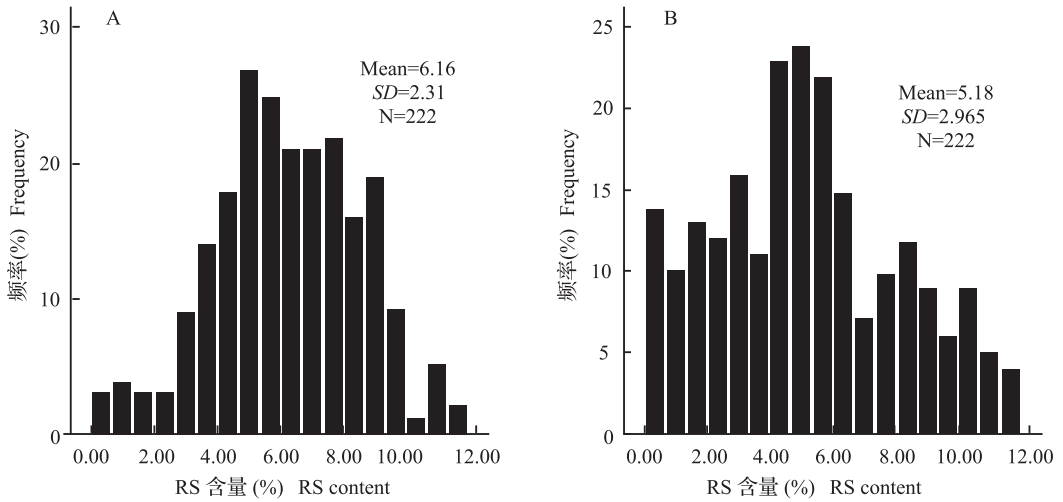 A
30
20
10
0
频率(%) Frequency
Mean=6.16
SD=2.31
N=222
0.00 2.00 4.00 6.00 8.00 10.00 12.00
RS 含量 (%) RS content
B
25
20
15
10
5
0
频率(%) Frequency
Mean=5.18
SD=2.965
N=222
0.00 2.00 4.00 6.00 8.00 10.00 12.00
RS 含量 (%) RS content